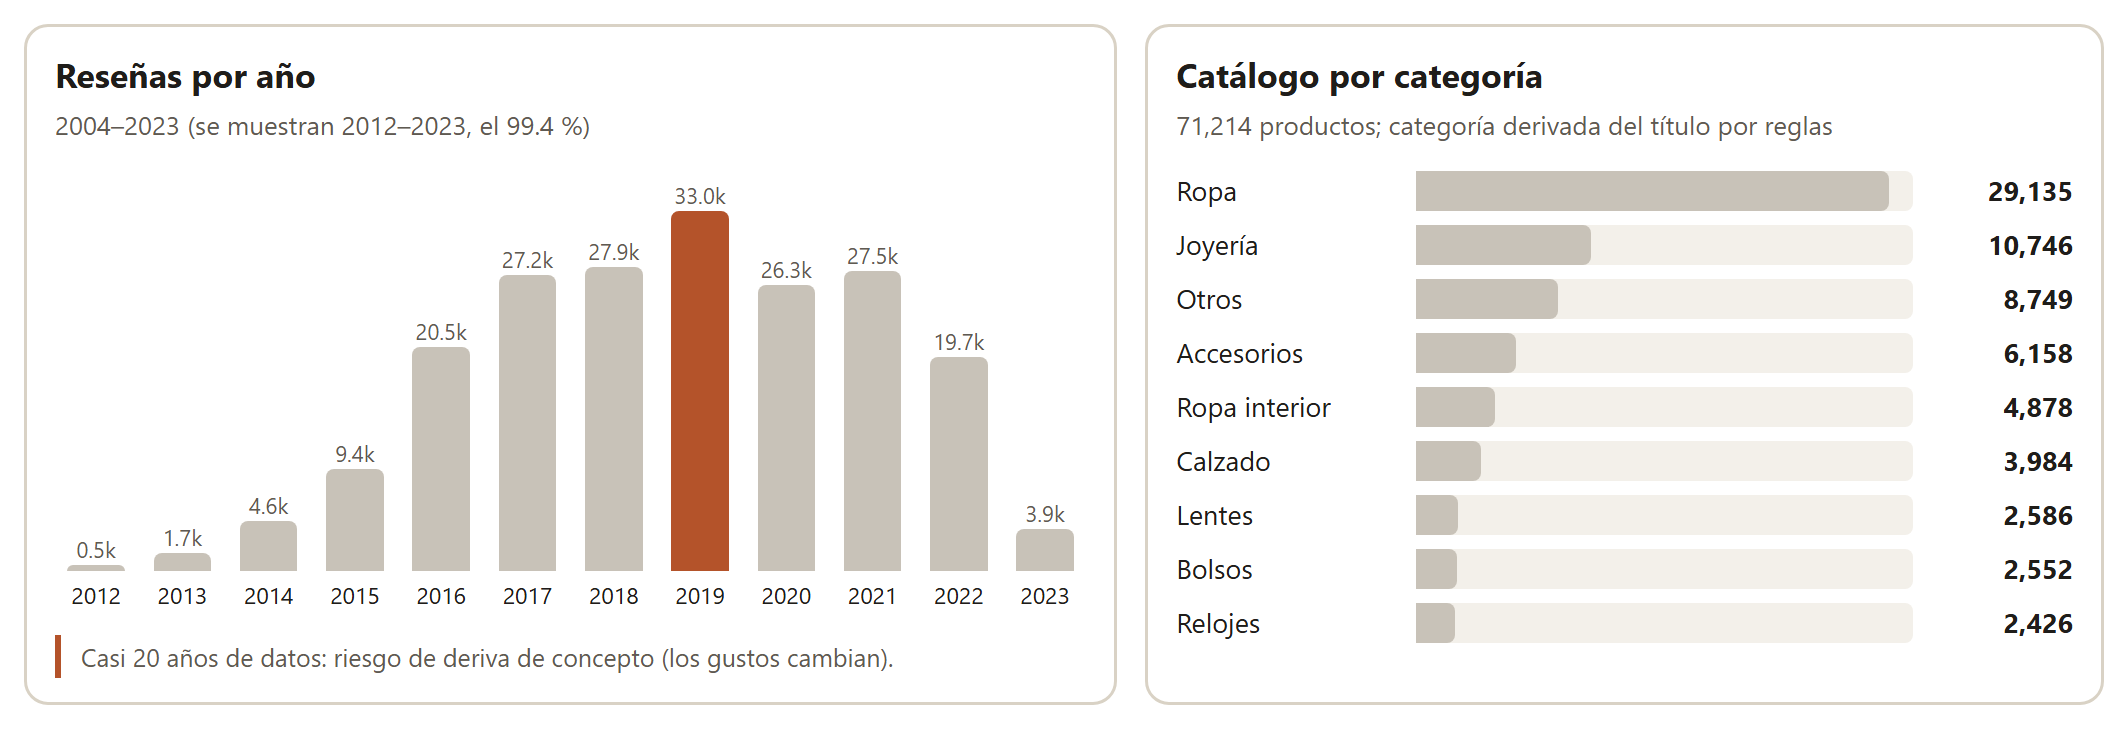 Reseñas por año
2004–2023 (se muestran 2012–2023, el 99.4 %)
0.5k
1.7k
4.6k
9.4k
20.5k
27.2k
27.9k
33.0k
26.3k
27.5k
19.7k
3.9k
2012 2013 2014 2015 2016 2017 2018 2019 2020 2021 2022 2023
Casi 20 años de datos: riesgo de deriva de concepto (los gustos cambian).
Catálogo por categoría
71,214 productos; categoría derivada del título por reglas
Ropa 29,135
Joyería 10,746
Otros 8,749
Accesorios 6,158
Ropa interior 4,878
Calzado 3,984
Lentes 2,586
Bolsos 2,552
Relojes 2,426